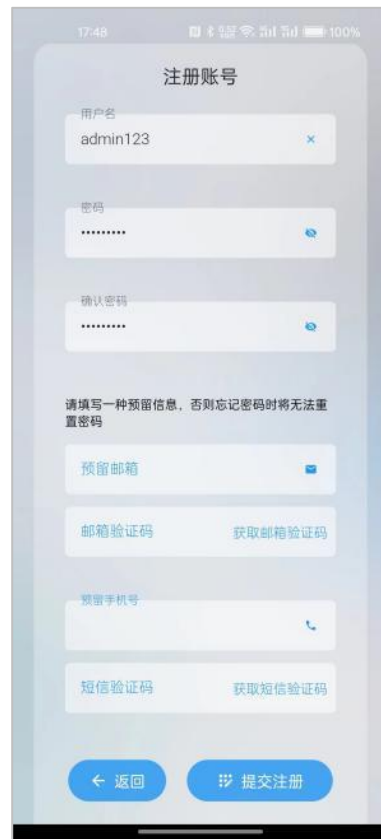 17:48
100%
注册账号
用户名
admin123
密码
•••••••••
确认密码
•••••••••
请填写一种预留信息，否则忘记密码时将无法重
置密码
预留邮箱
邮箱验证码 获取邮箱验证码
预留手机号
短信验证码 获取短信验证码
返回 提交注册